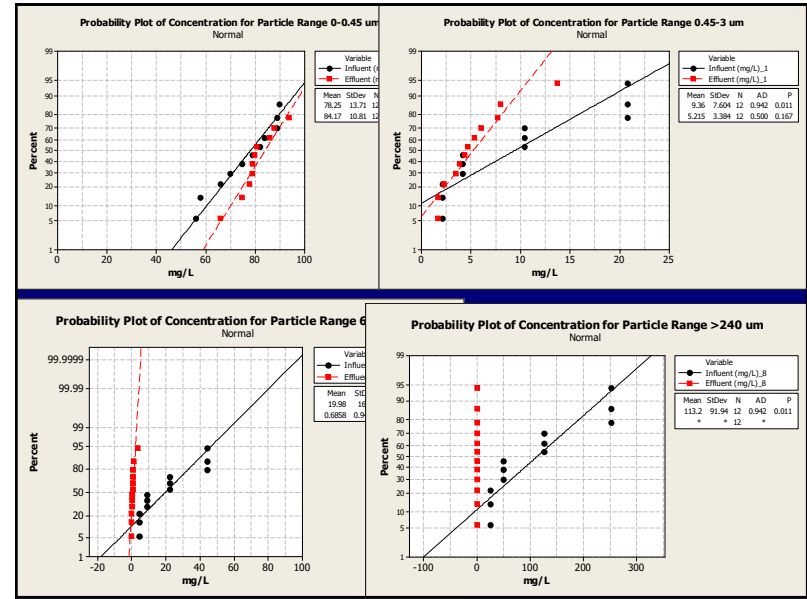 Probability Plot of Concentration for Particle Range 0-0.45 um
Normal
99
95
90
80
70
60
50
40
30
20
10
5
1
Percent
0
20
40
60
80
100
mg/L
Variable
Influent (
Effluent (
Mean StDev N
78.25 13.71 12
84.17 10.81 12
Probability Plot of Concentration for Particle Range 0.45-3 um
Normal
99
95
90
80
70
60
50
40
30
20
10
5
1
Percent
0
5
10
15
20
25
mg/L
Variable
Influent (mg/L)_1
Effluent (mg/L)_1
Mean StDev N AD P
9.36 7.604 12 0.942 0.011
5.215 3.384 12 0.500 0.167
Probability Plot of Concentration for Particle Range 6
Normal
99.9999
99.99
99
95
80
50
20
5
1
Percent
-20
0
20
40
60
80
100
mg/L
Variab
Influe
Efflue
Mean StD
19.98 16
0.6858 0.9
Probability Plot of Concentration for Particle Range >240 um
Normal
99
95
90
80
70
60
50
40
30
20
10
5
1
Percent
-100
0
100
200
300
mg/L
Variable
Influent (mg/L)_8
Effluent (mg/L)_8
Mean StDev N AD P
113.2 91.94 12 0.942 0.011
* * 12 *